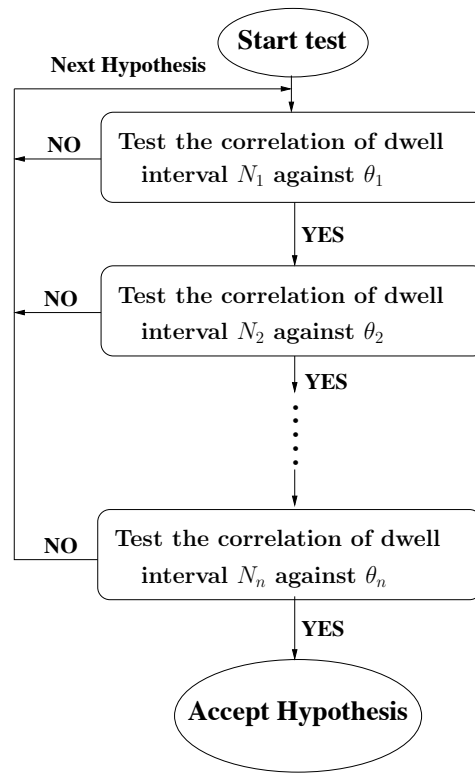 Start test
Next Hypothesis
NO
Test the correlation of dwell
interval N₁ against θ₁
YES
NO
Test the correlation of dwell
interval N₂ against θ₂
YES
NO
Test the correlation of dwell
interval Nₙ against θₙ
YES
Accept Hypothesis